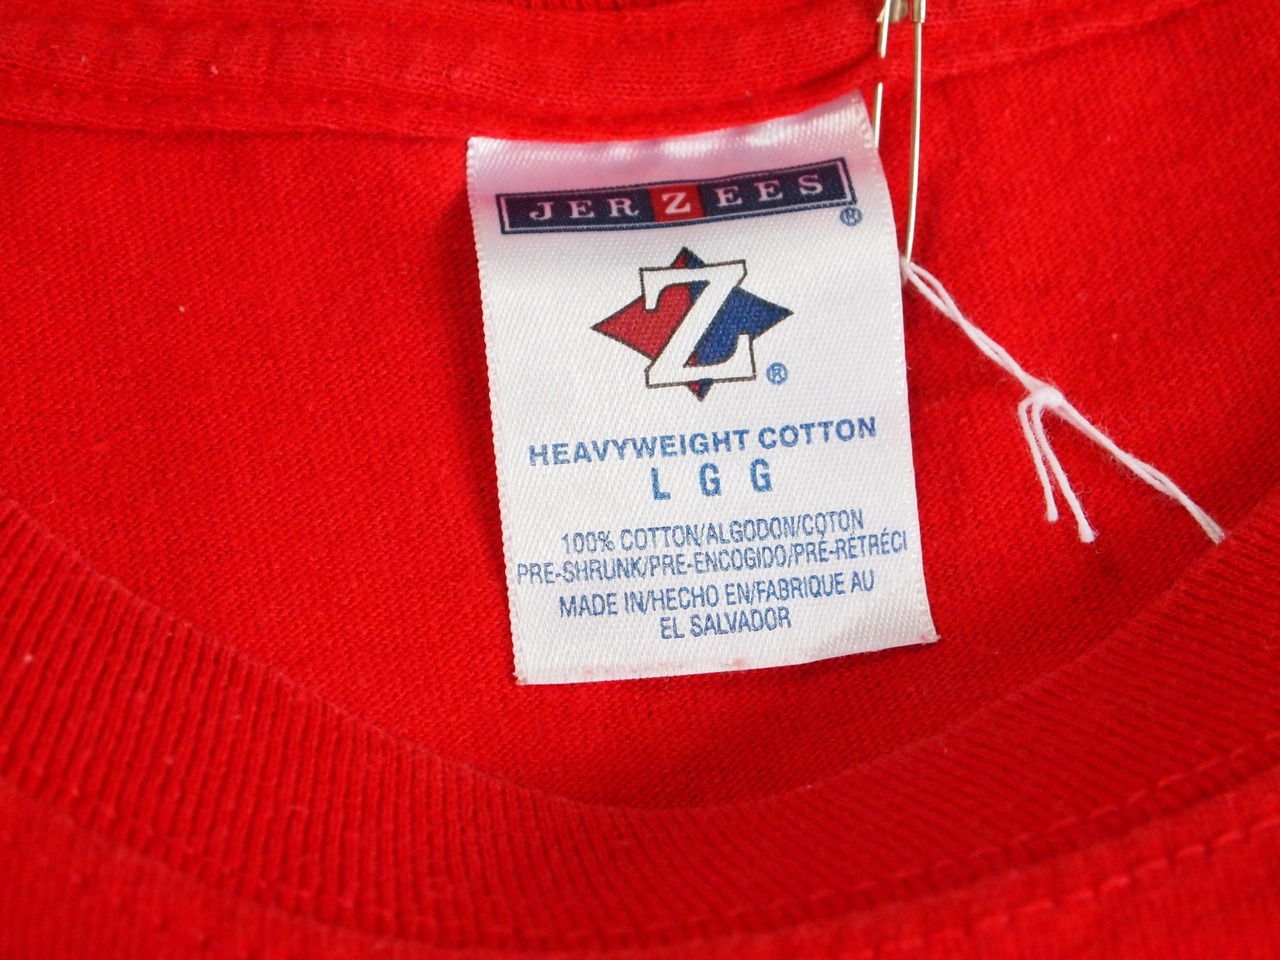 JERZEES
®
Z
®
HEAVYWEIGHT COTTON
L G G
100% COTTON/ALGODON/COTON
PRE-SHRUNK/PRE-ENCOGIDO/PRÉ-RÉTRÉCI
MADE IN/HECHO EN/FABRIQUE AU
EL SALVADOR